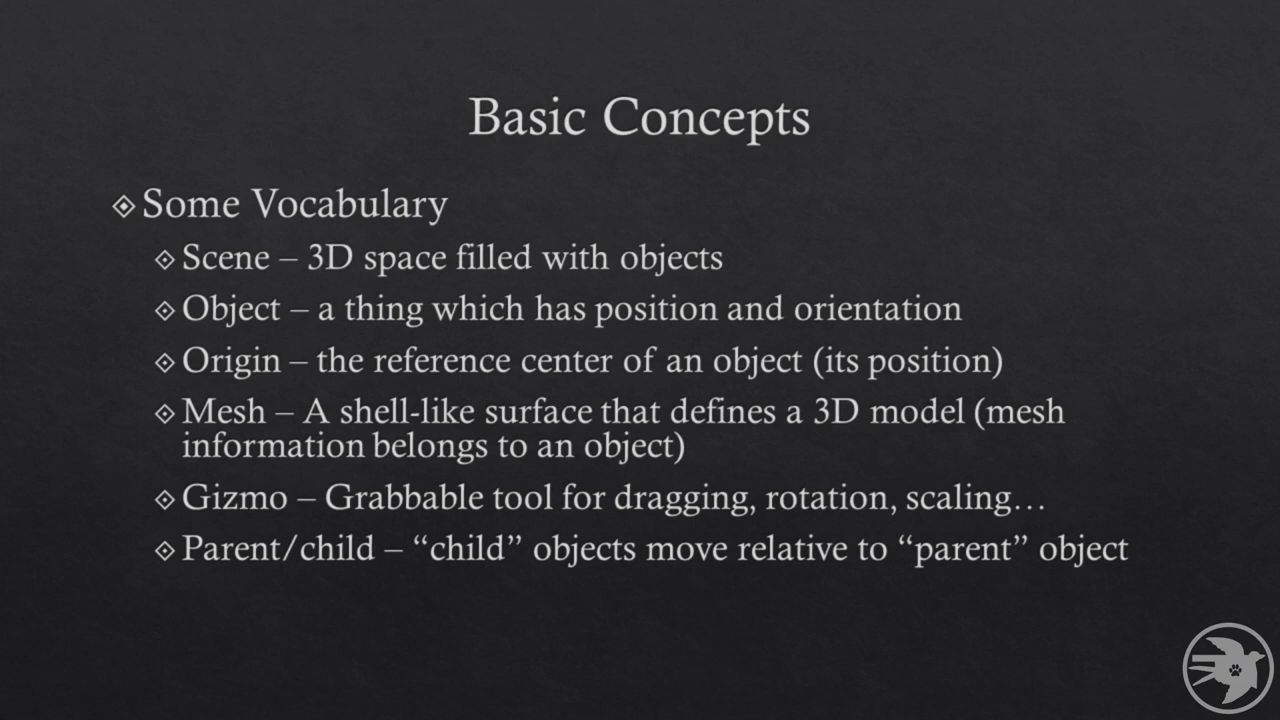 Basic Concepts
Some Vocabulary
Scene – 3D space filled with objects
Object – a thing which has position and orientation
Origin – the reference center of an object (its position)
Mesh – A shell-like surface that defines a 3D model (mesh
information belongs to an object)
Gizmo – Grabbable tool for dragging, rotation, scaling…
Parent/child – “child” objects move relative to “parent” object